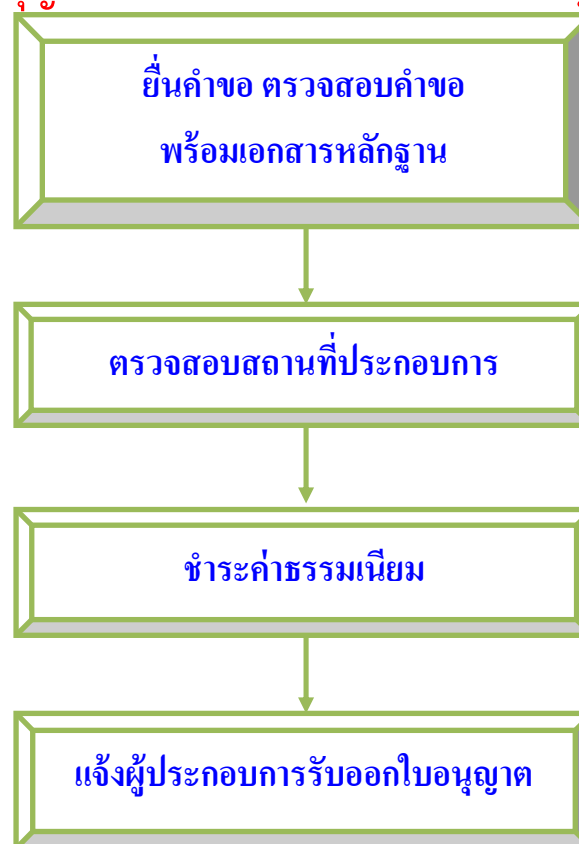 ยื่นคำขอ ตรวจสอบคำขอ
พร้อมเอกสารหลักฐาน
ตรวจสอบสถานที่ประกอบการ
ชำระค่าธรรมเนียม
แจ้งผู้ประกอบการรับออกใบอนุญาต